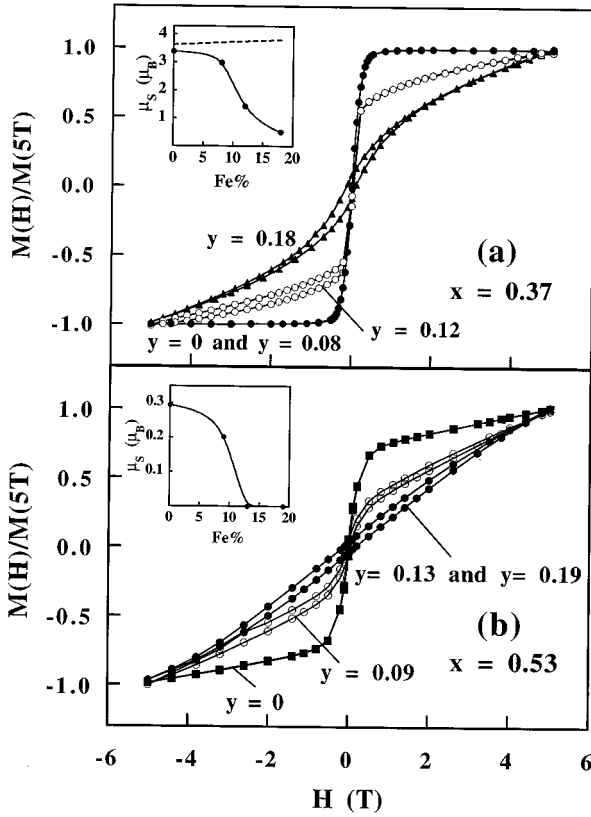 M(H)/M(5T)
1.0
0.5
0.0
-0.5
-1.0
μS (μB)
4
3
2
1
0
0
5
10
15
20
Fe%
y = 0.18
(a)
x = 0.37
y = 0.12
y = 0 and y = 0.08
M(H)/M(5T)
1.0
0.5
0.0
-0.5
-1.0
μS (μB)
0.3
0.2
0.1
0
0
5
10
15
20
Fe%
y= 0.13 and y= 0.19
(b)
y = 0.09
x = 0.53
y = 0
-6
-4
-2
0
2
4
6
H (T)